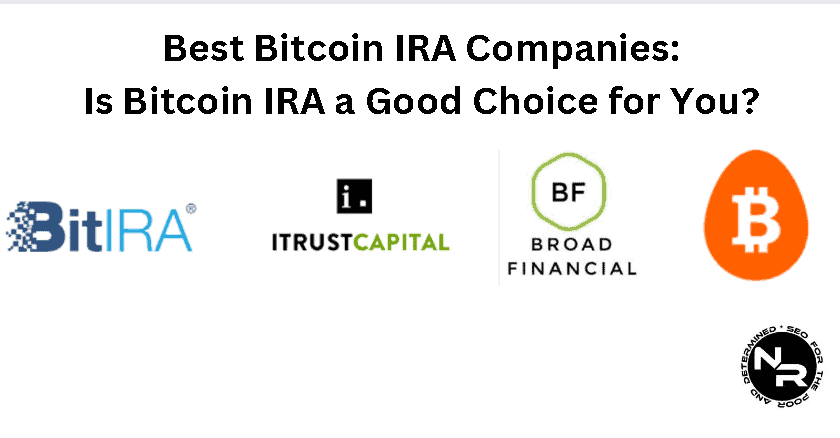 Best Bitcoin IRA Companies:
Is Bitcoin IRA a Good Choice for You?
BitIRA®
i.
ITRUSTCAPITAL
BF
BROAD
FINANCIAL
₿
NR
SEO FOR THE POOR AND DETERMINED *